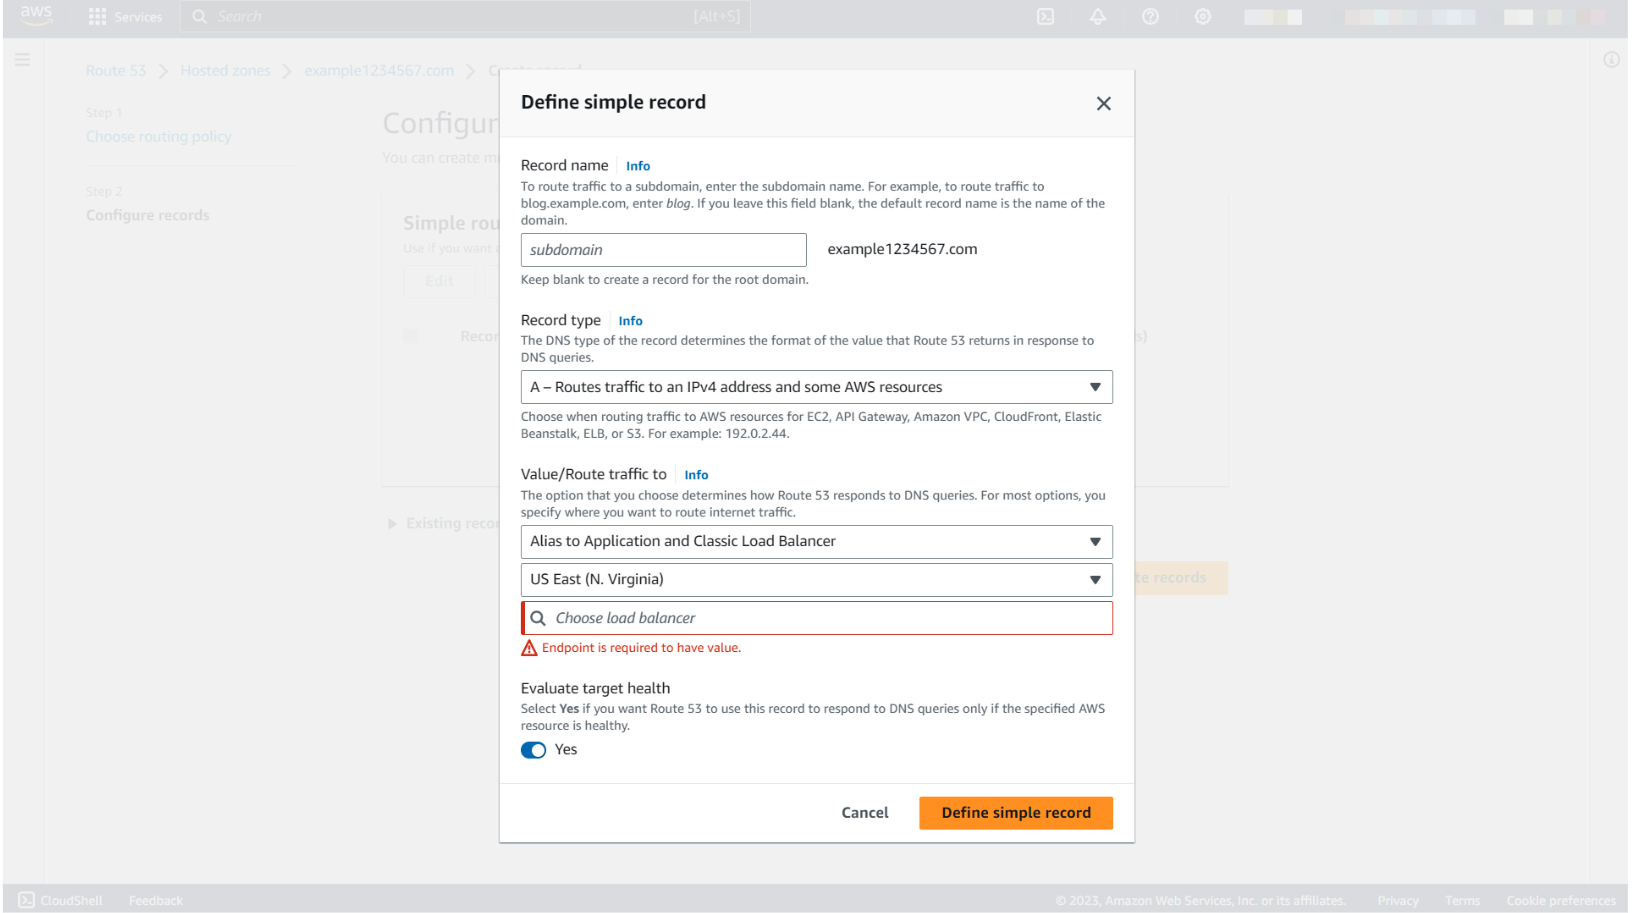 aws
Services
Search
[Alt+S]
Route 53
Hosted zones
example1234567.com
Create record
Step 1
Choose routing policy
Step 2
Configure records
Configur
You can create m
Simple rou
Use if you want a
Edit
Recor
s)
Existing recor
te records
Define simple record
Record name
Info
To route traffic to a subdomain, enter the subdomain name. For example, to route traffic to
blog.example.com, enter blog. If you leave this field blank, the default record name is the name of the
domain.
subdomain
example1234567.com
Keep blank to create a record for the root domain.
Record type
Info
The DNS type of the record determines the format of the value that Route 53 returns in response to
DNS queries.
A – Routes traffic to an IPv4 address and some AWS resources
Choose when routing traffic to AWS resources for EC2, API Gateway, Amazon VPC, CloudFront, Elastic
Beanstalk, ELB, or S3. For example: 192.0.2.44.
Value/Route traffic to
Info
The option that you choose determines how Route 53 responds to DNS queries. For most options, you
specify where you want to route internet traffic.
Alias to Application and Classic Load Balancer
US East (N. Virginia)
Choose load balancer
Endpoint is required to have value.
Evaluate target health
Select Yes if you want Route 53 to use this record to respond to DNS queries only if the specified AWS
resource is healthy.
Yes
Cancel
Define simple record
CloudShell
Feedback
© 2023, Amazon Web Services, Inc. or its affiliates.
Privacy
Terms
Cookie preferences